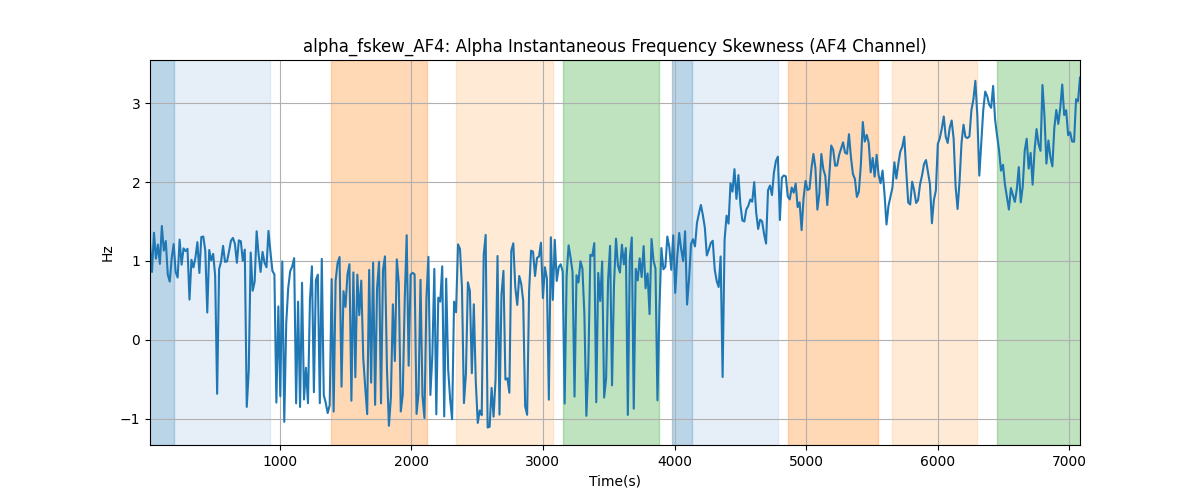 alpha_fskew_AF4: Alpha Instantaneous Frequency Skewness (AF4 Channel)
Hz
3
2
1
0
−1
1000 2000 3000 4000 5000 6000 7000
Time(s)